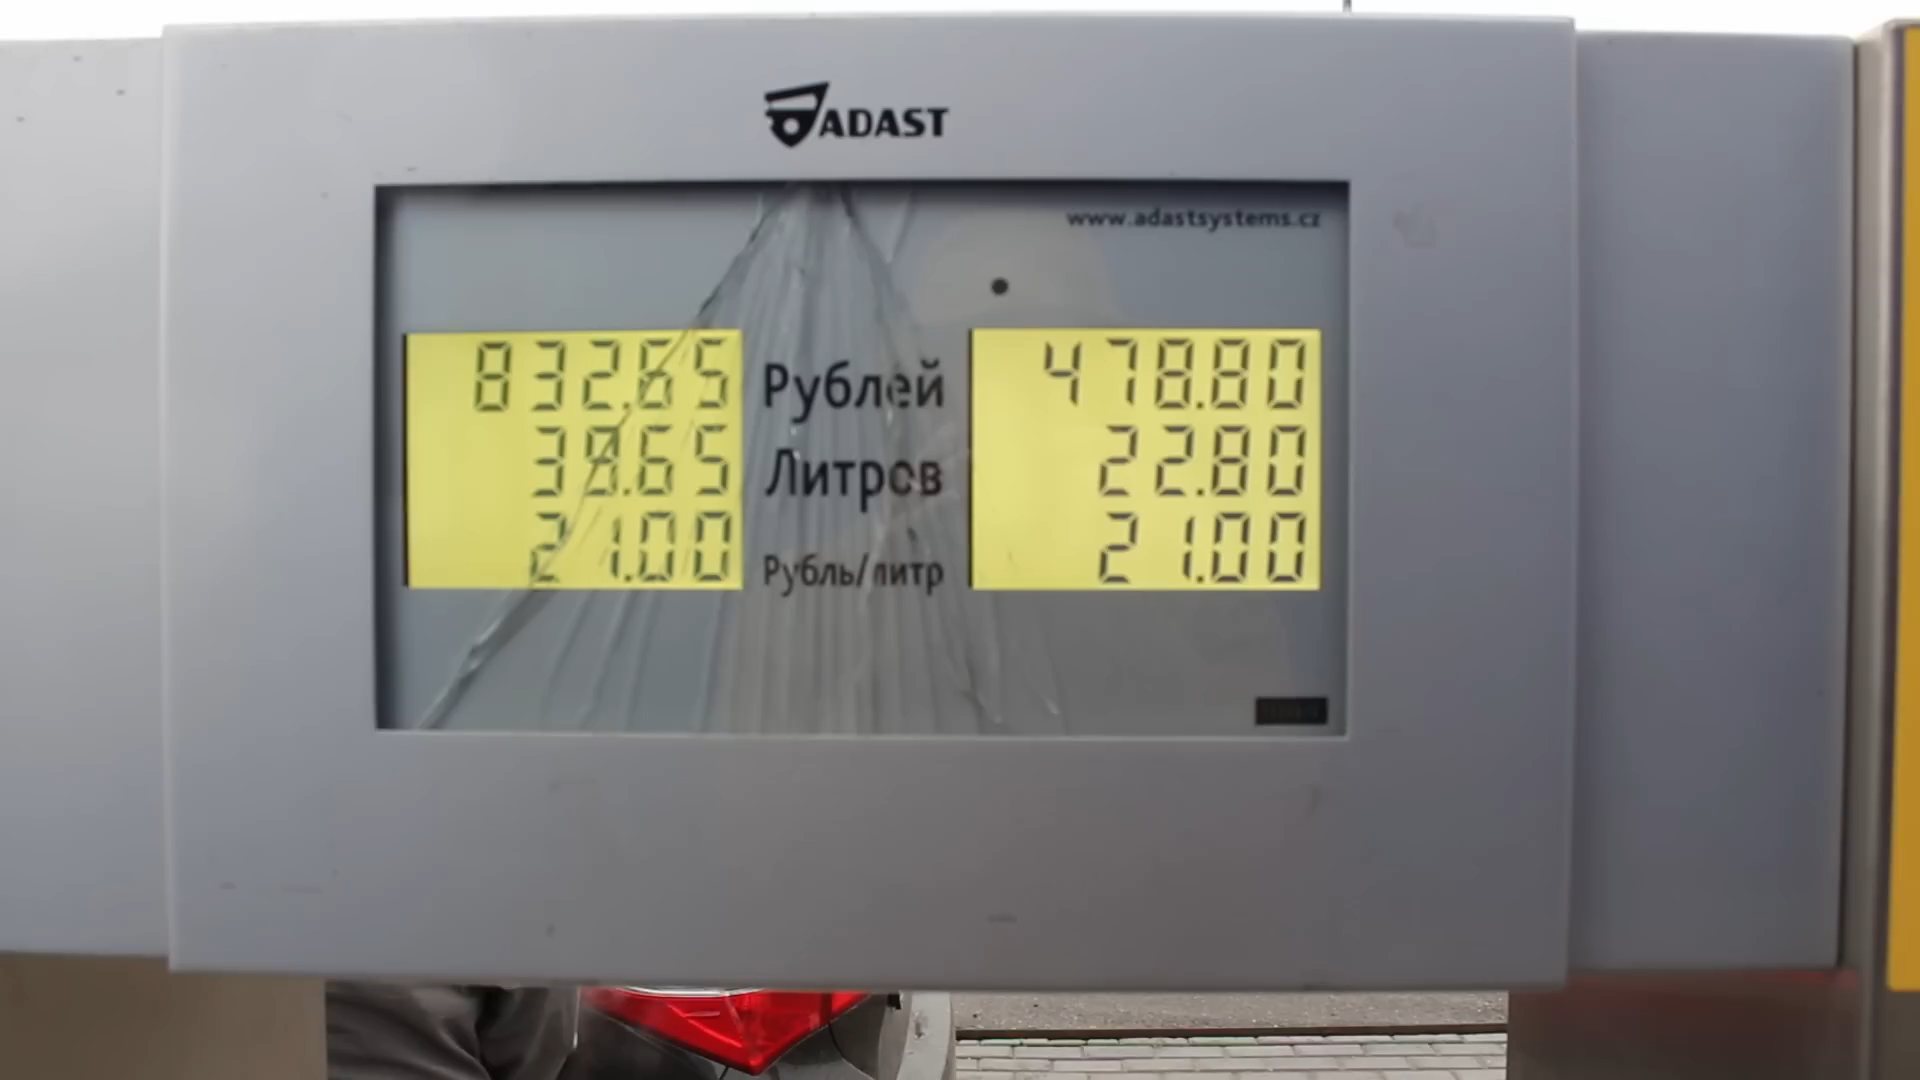 ADAST
www.adastsystems.cz
832.65 Рублей 478.80
39.65 Литров 22.80
21.00 Рубль/литр 21.00